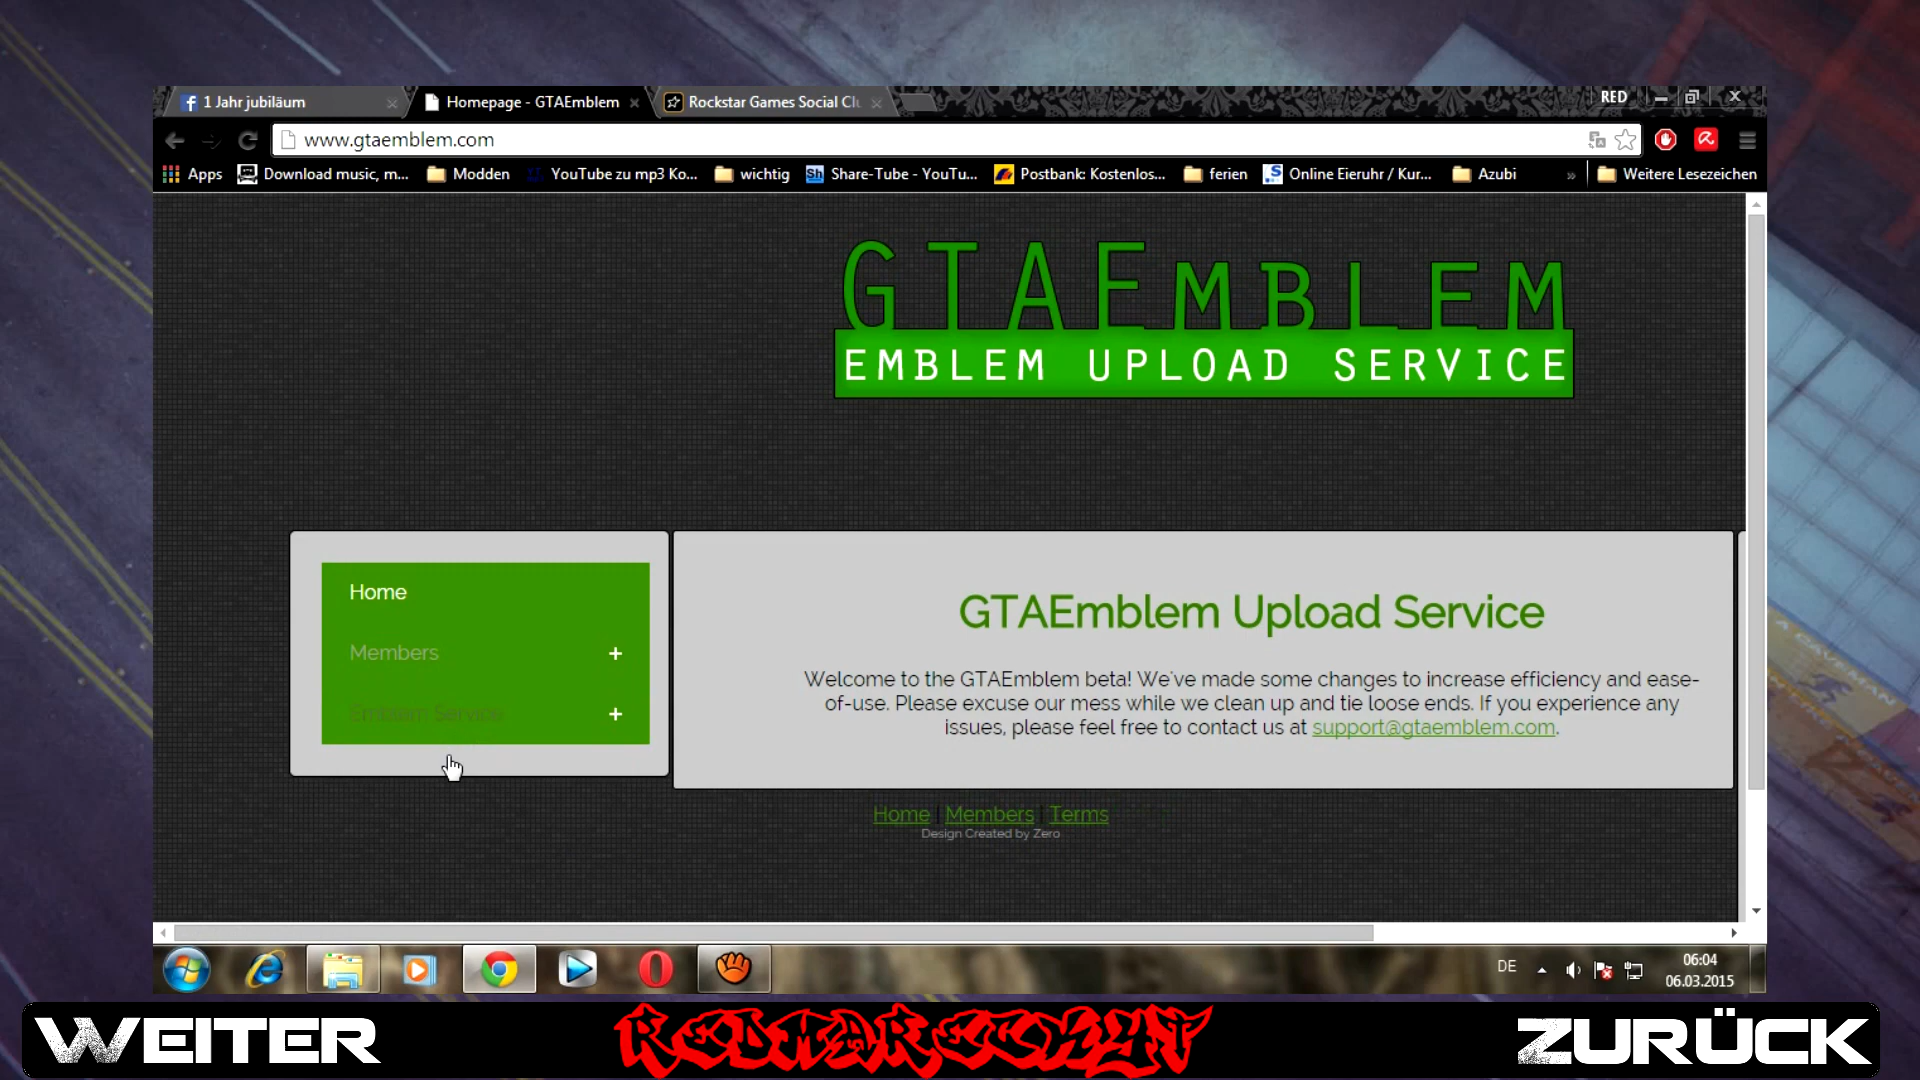 1 Jahr jubiläum
Homepage - GTAEmblem
Rockstar Games Social Clu
RED
www.gtaemblem.com
Apps
Download music, m...
Modden
YouTube zu mp3 Ko...
wichtig
Share-Tube - YouTu...
Postbank: Kostenlos...
ferien
Online Eieruhr / Kur...
Azubi
»
Weitere Lesezeichen
GTAEMBLEM
EMBLEM UPLOAD SERVICE
Home
Members +
Emblem Service +
GTAEmblem Upload Service
Welcome to the GTAEmblem beta! We've made some changes to increase efficiency and ease-
of-use. Please excuse our mess while we clean up and tie loose ends. If you experience any
issues, please feel free to contact us at support@gtaemblem.com.
Home | Members | Terms
Design Created by Zero
A CAVEMAN
DE
06:04
06.03.2015
WEITER
REDMARECKYT
ZURÜCK